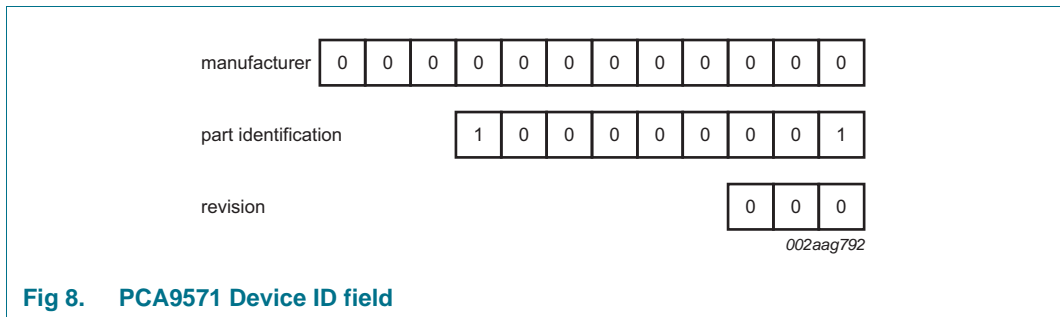 manufacturer 0 0 0 0 0 0 0 0 0 0 0 0
part identification 1 0 0 0 0 0 0 0 1
revision 0 0 0
002aag792
Fig 8. PCA9571 Device ID field